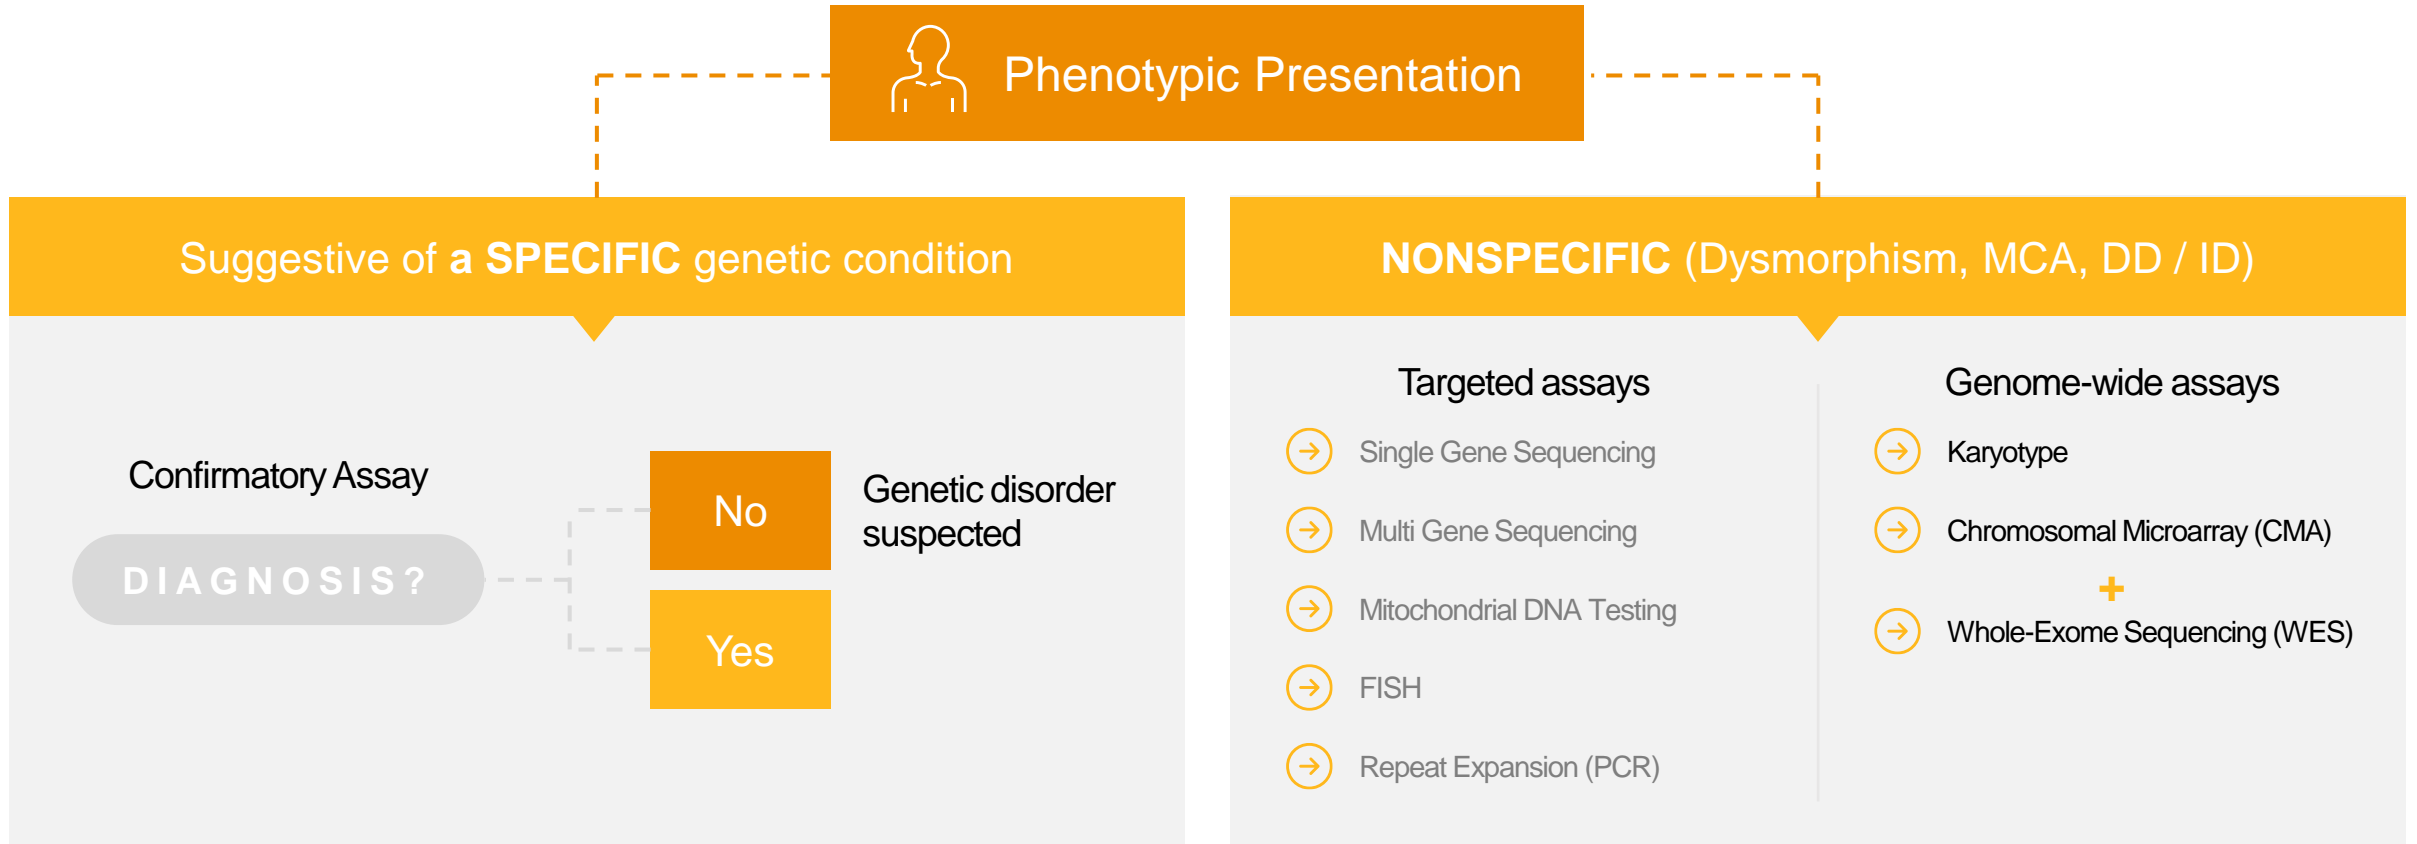 Phenotypic Presentation
Suggestive of a SPECIFIC genetic condition
Confirmatory Assay
DIAGNOSIS?
No
Genetic disorder
suspected
Yes
NONSPECIFIC (Dysmorphism, MCA, DD / ID)
Targeted assays
Single Gene Sequencing
Multi Gene Sequencing
Mitochondrial DNA Testing
FISH
Repeat Expansion (PCR)
Genome-wide assays
Karyotype
Chromosomal Microarray (CMA)
+
Whole-Exome Sequencing (WES)